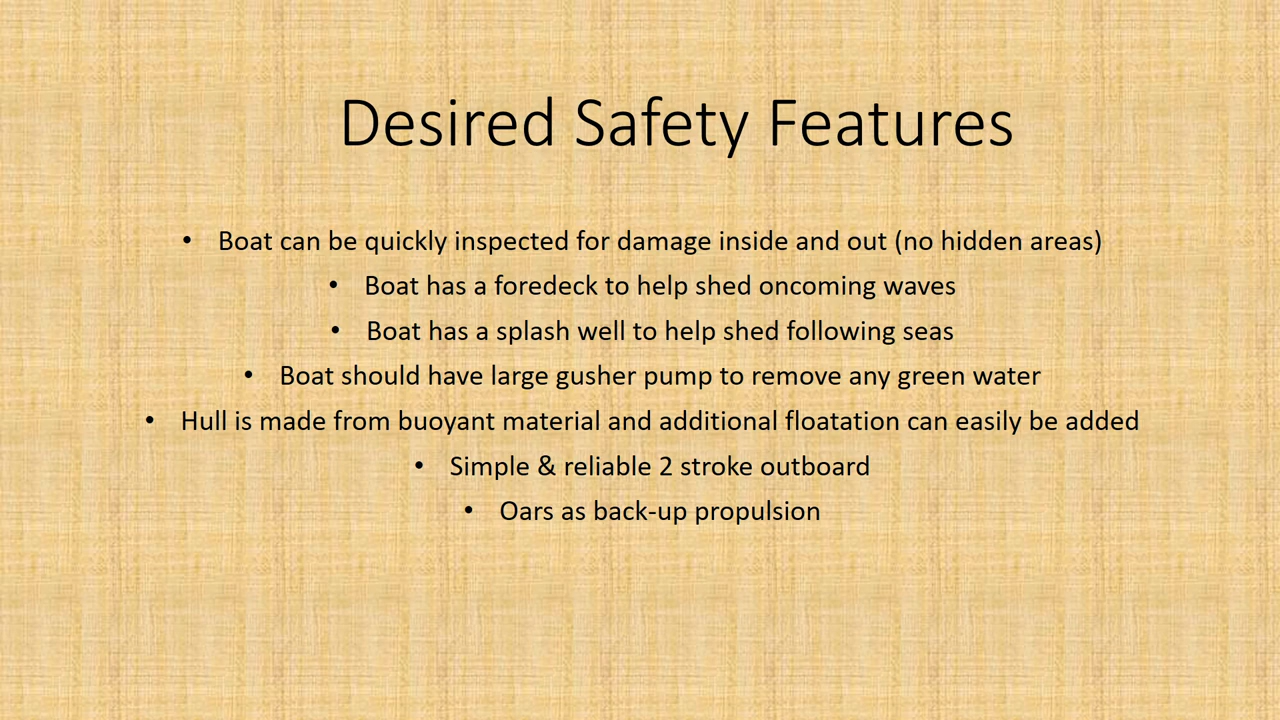 Desired Safety Features
• Boat can be quickly inspected for damage inside and out (no hidden areas)
• Boat has a foredeck to help shed oncoming waves
• Boat has a splash well to help shed following seas
• Boat should have large gusher pump to remove any green water
• Hull is made from buoyant material and additional floatation can easily be added
• Simple & reliable 2 stroke outboard
• Oars as back-up propulsion